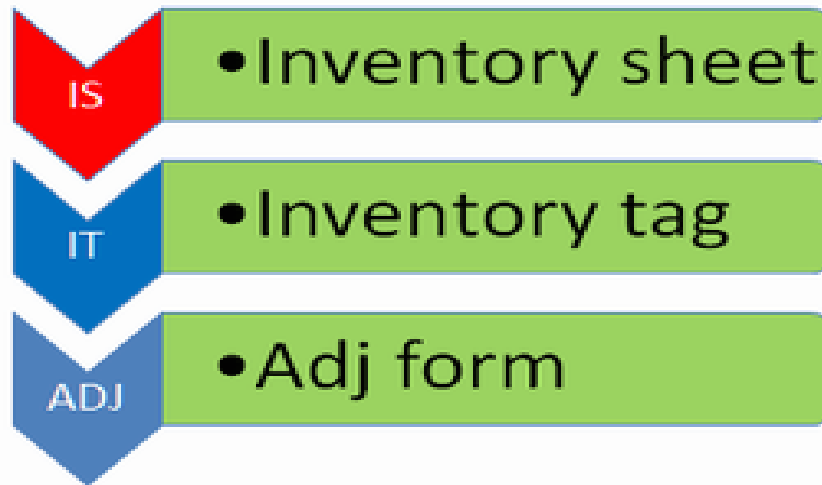 IS
•Inventory sheet
IT
•Inventory tag
ADJ
•Adj form